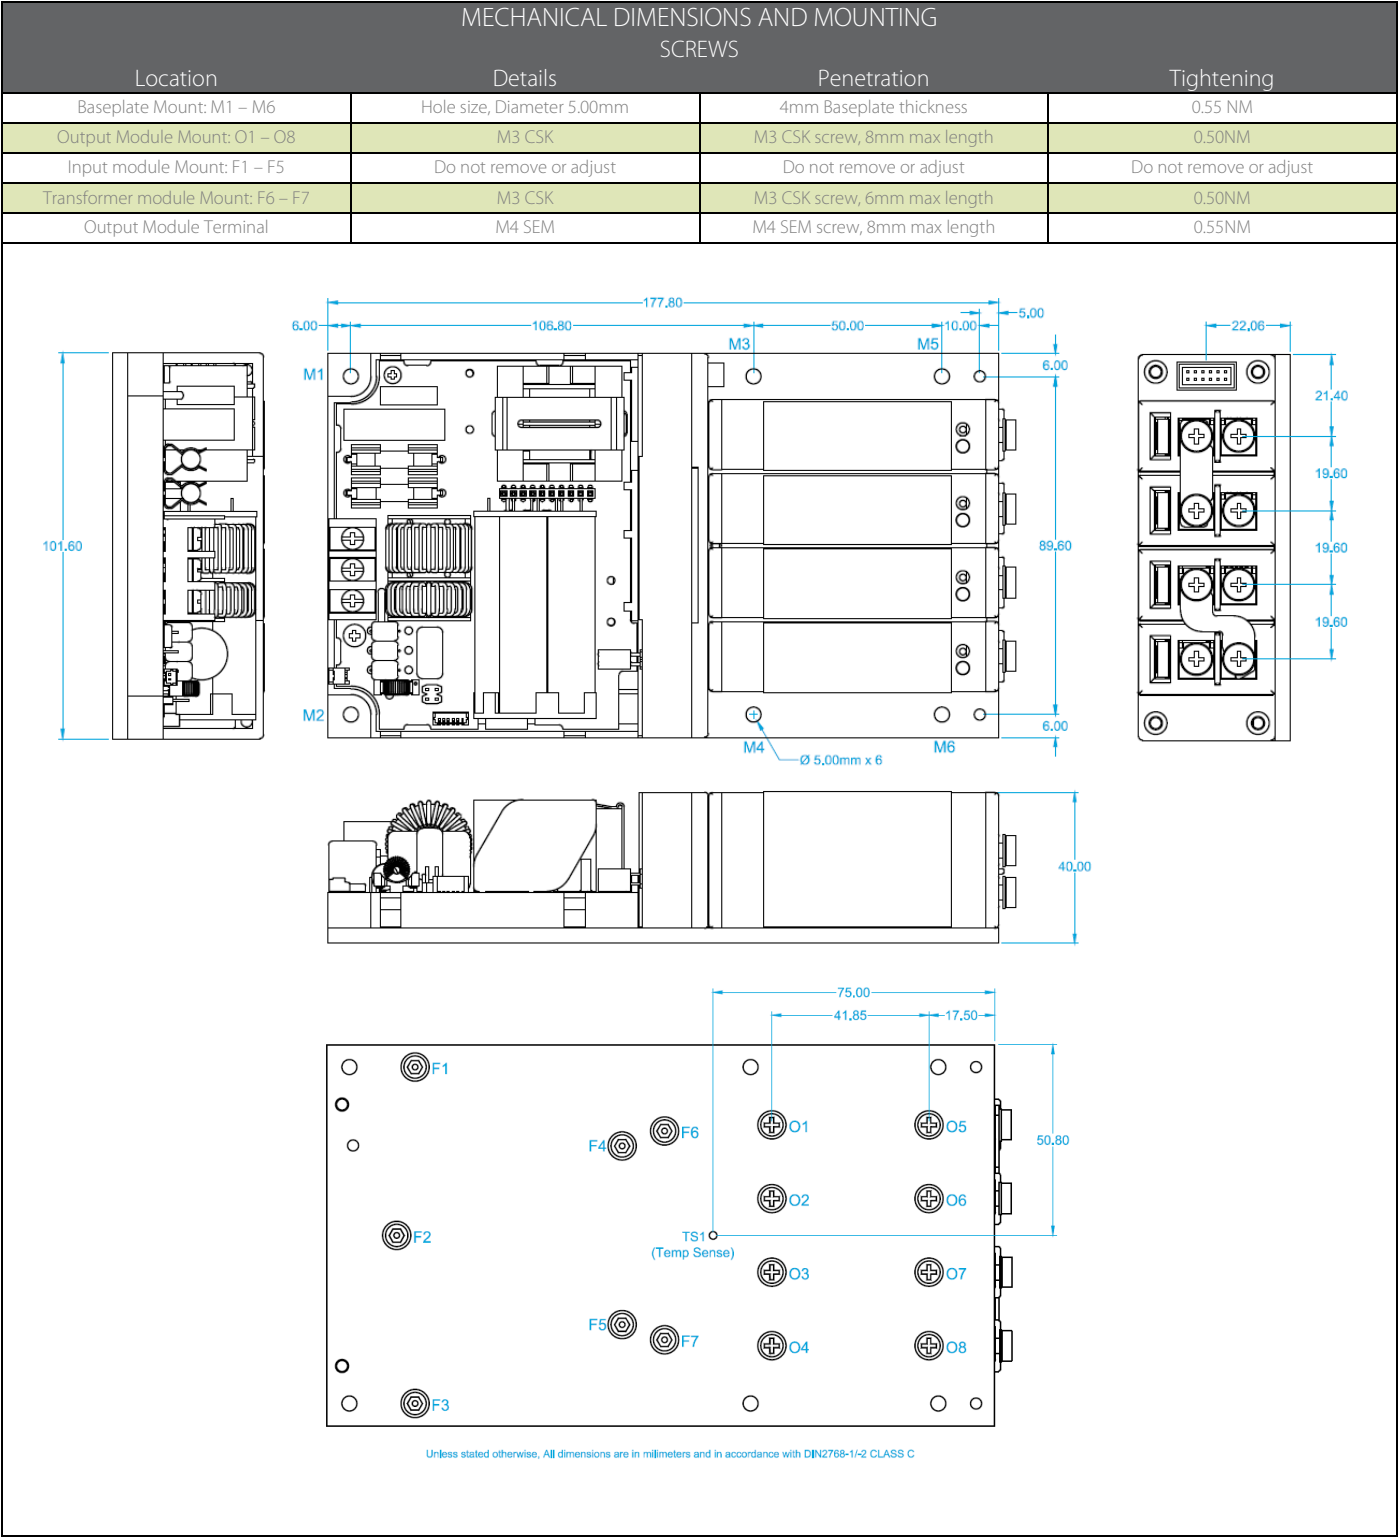 MECHANICAL DIMENSIONS AND MOUNTING
SCREWS
Location Details Penetration Tightening
Baseplate Mount: M1 – M6 Hole size, Diameter 5.00mm 4mm Baseplate thickness 0.55 NM
Output Module Mount: O1 – O8 M3 CSK M3 CSK screw, 8mm max length 0.50NM
Input module Mount: F1 – F5 Do not remove or adjust Do not remove or adjust Do not remove or adjust
Transformer module Mount: F6 – F7 M3 CSK M3 CSK screw, 6mm max length 0.50NM
Output Module Terminal M4 SEM M4 SEM screw, 8mm max length 0.55NM
177.80
5.00
6.00 106.80 50.00 10.00 22.06
M3 M5
6.00
M1
21.40
19.60
101.60 89.60 19.60
19.60
M2
6.00
M4 M6
Ø 5.00mm x 6
40.00
75.00
41.85 17.50
F1
O1 O5
F6
F4
50.80
O2 O6
F2
TS1
(Temp Sense)
O3 O7
F5
F7
O4 O8
F3
Unless stated otherwise, All dimensions are in milimeters and in accordance with DIN2768-1/-2 CLASS C